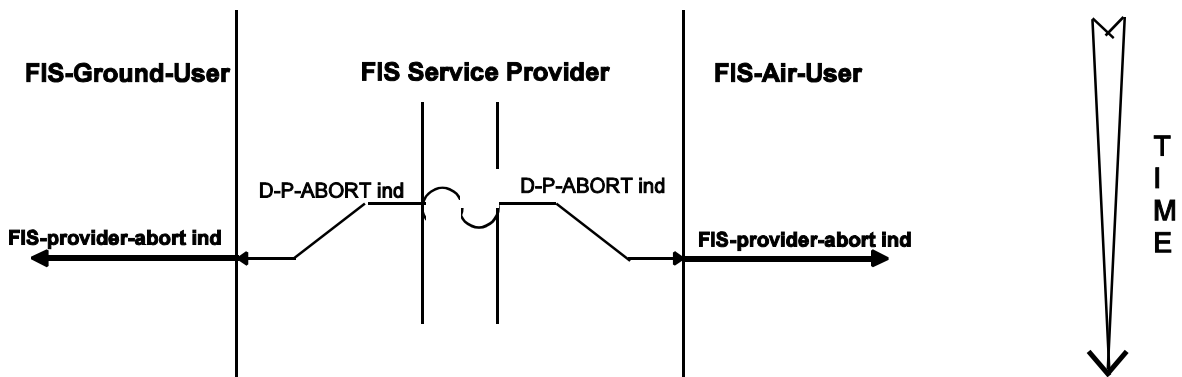 FIS-Ground-User
FIS Service Provider
FIS-Air-User
D-P-ABORT ind
D-P-ABORT ind
FIS-provider-abort ind
FIS-provider-abort ind
TIME